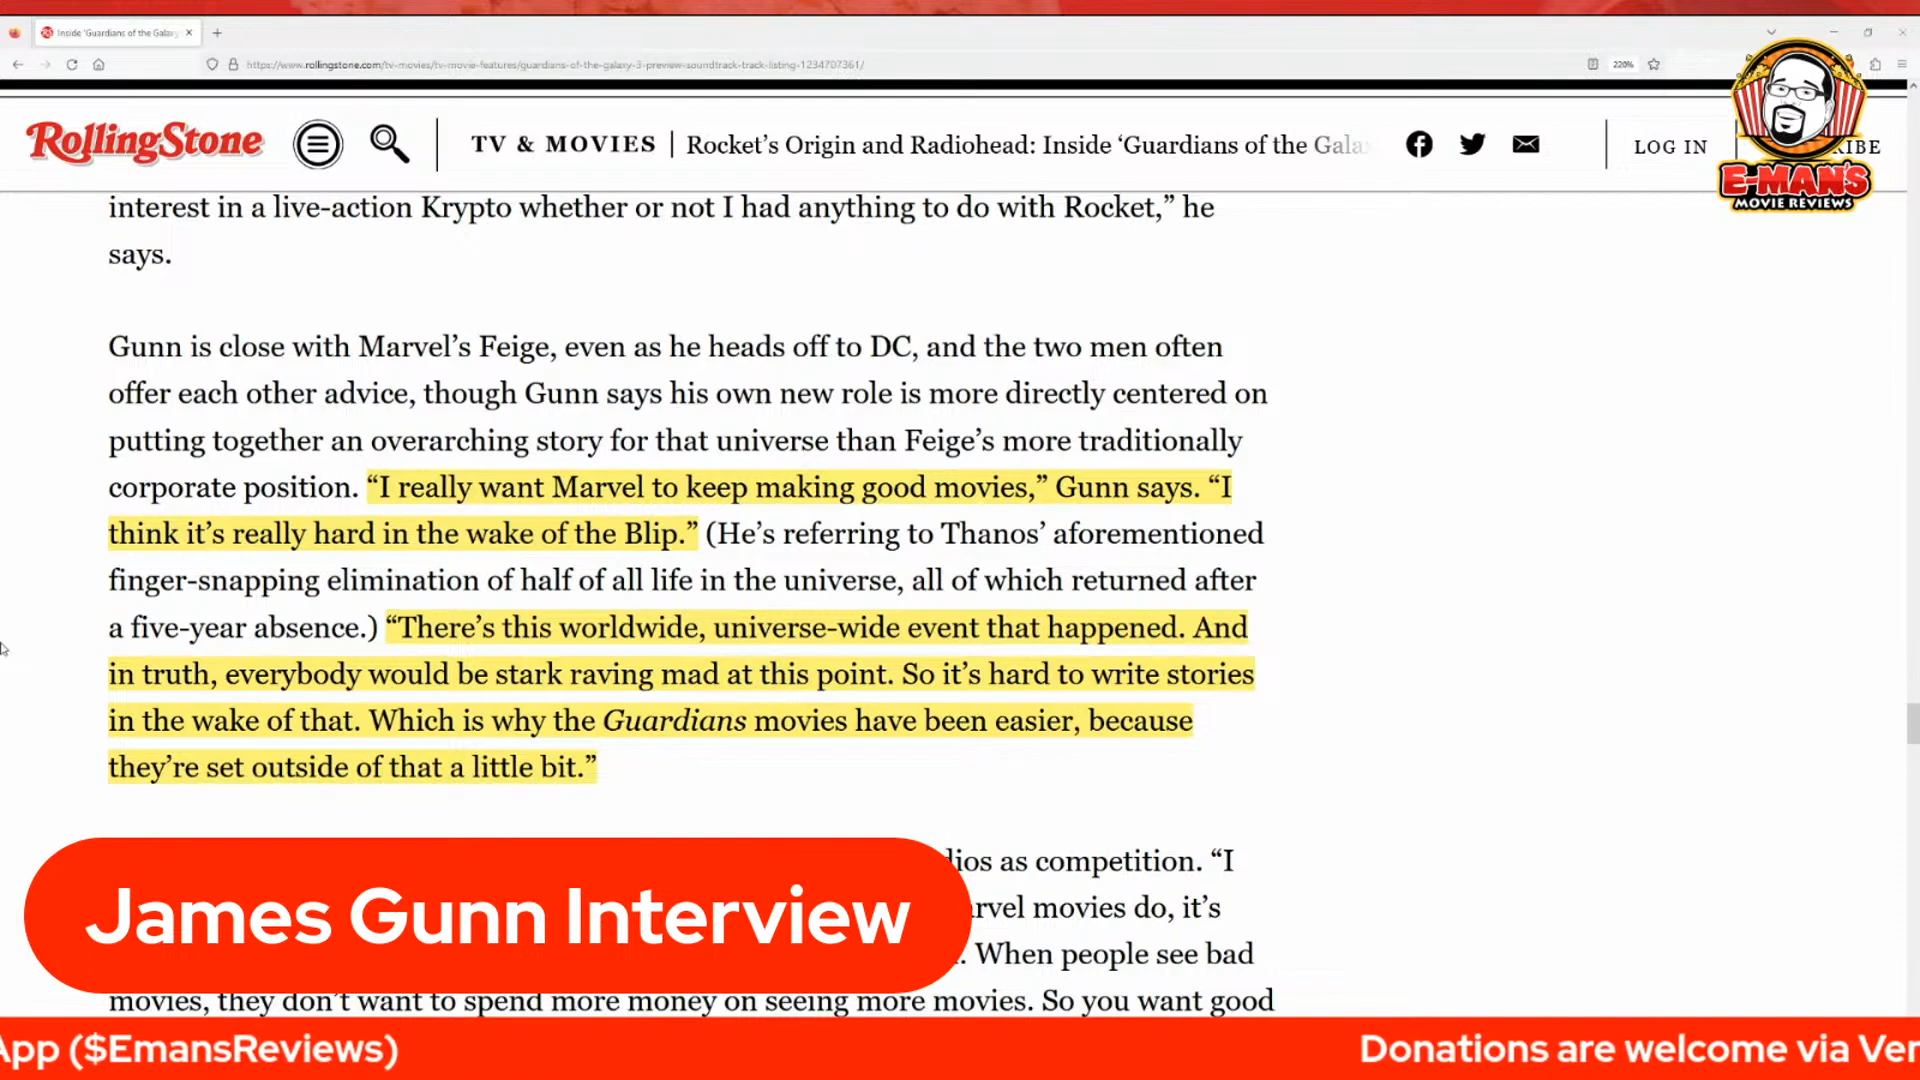 Inside 'Guardians of the Galaxy
https://www.rollingstone.com/tv-movies/tv-movie-features/guardians-of-the-galaxy-3-preview-soundtrack-track-listing-1234707361/
220%
RollingStone
TV & MOVIES | Rocket's Origin and Radiohead: Inside 'Guardians of the Gala
LOG IN
IBE
E-MAN'S
MOVIE REVIEWS
interest in a live-action Krypto whether or not I had anything to do with Rocket,” he
says.
Gunn is close with Marvel’s Feige, even as he heads off to DC, and the two men often
offer each other advice, though Gunn says his own new role is more directly centered on
putting together an overarching story for that universe than Feige’s more traditionally
corporate position. “I really want Marvel to keep making good movies,” Gunn says. “I
think it’s really hard in the wake of the Blip.” (He’s referring to Thanos’ aforementioned
finger-snapping elimination of half of all life in the universe, all of which returned after
a five-year absence.) “There’s this worldwide, universe-wide event that happened. And
in truth, everybody would be stark raving mad at this point. So it’s hard to write stories
in the wake of that. Which is why the Guardians movies have been easier, because
they’re set outside of that a little bit.”
dios as competition. “I
arvel movies do, it’s
. When people see bad
movies, they don’t want to spend more money on seeing more movies. So you want good
James Gunn Interview
App ($EmansReviews)
Donations are welcome via Ven